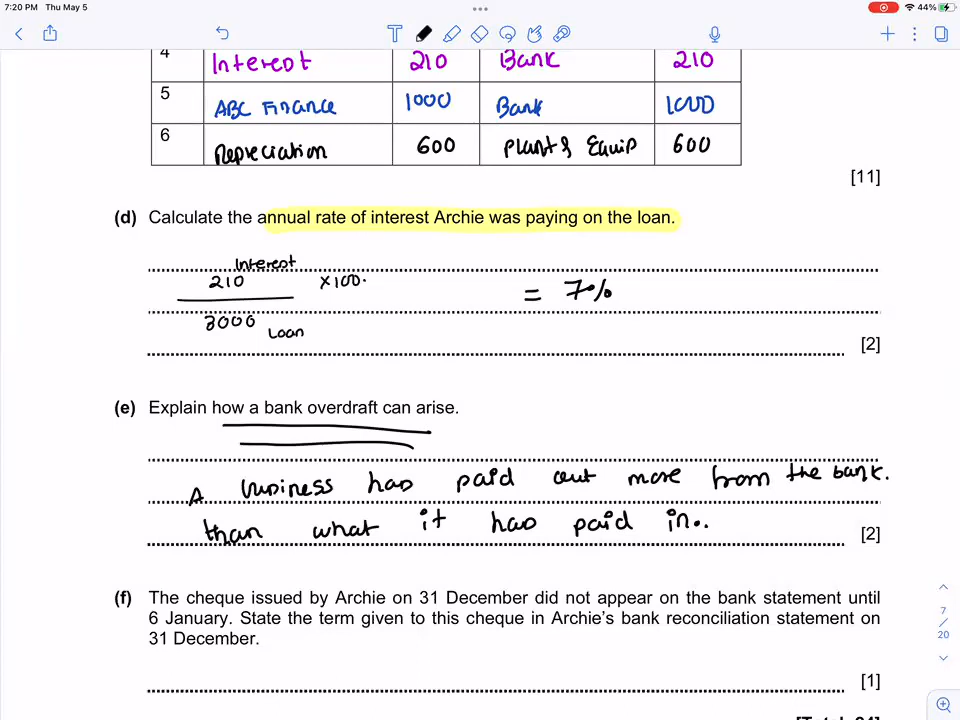 7:20 PM Thu May 5
44%
4 Interest 210 Bank 210
5 ABC Finance 1000 Bank 1000
6 Depreciation 600 Plant & Equip 600
[11]
(d) Calculate the annual rate of interest Archie was paying on the loan.
Interest
210 ×100.
= 7%
3000
Loan
[2]
(e) Explain how a bank overdraft can arise.
A business has paid out more from the bank.
than what it has paid in..
[2]
(f) The cheque issued by Archie on 31 December did not appear on the bank statement until
6 January. State the term given to this cheque in Archie's bank reconciliation statement on
31 December.
[1]
7
/
20